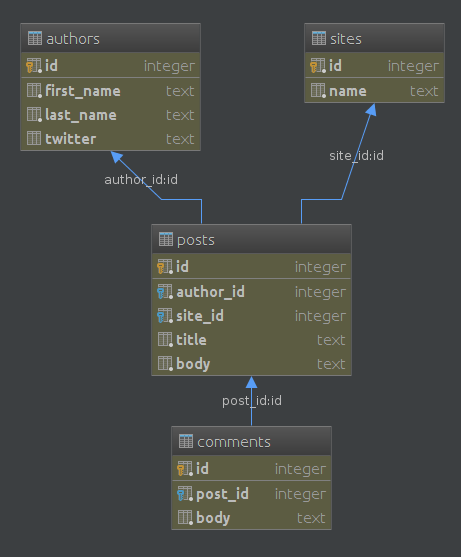 authors
id integer
first_name text
last_name text
twitter text
sites
id integer
name text
author_id:id
site_id:id
posts
id integer
author_id integer
site_id integer
title text
body text
post_id:id
comments
id integer
post_id integer
body text